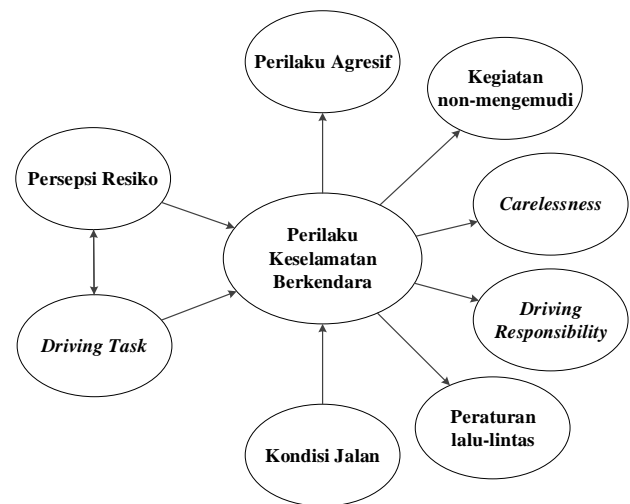 Perilaku Agresif
Kegiatan
non-mengemudi
Persepsi Resiko
Carelessness
Perilaku
Keselamatan
Berkendara
Driving
Responsibility
Driving Task
Peraturan
lalu-lintas
Kondisi Jalan